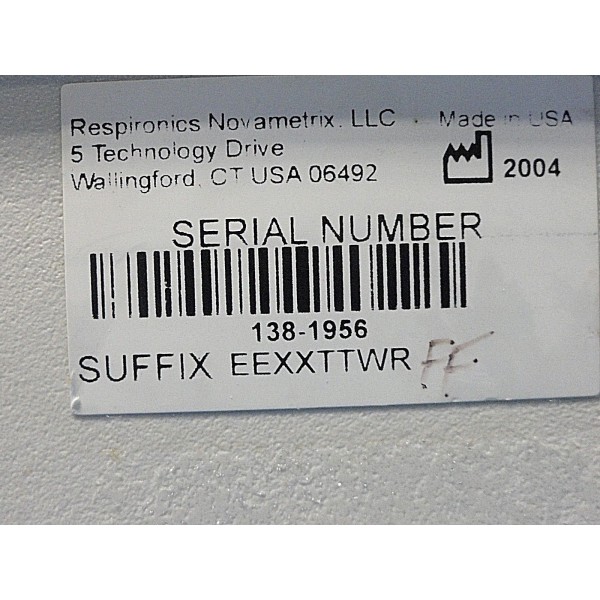 Respironics Novametrix, LLC . Made in USA
5 Technology Drive
Wallingford, CT USA 06492
2004
SERIAL NUMBER
138-1956
SUFFIX EEXXTTWR FF